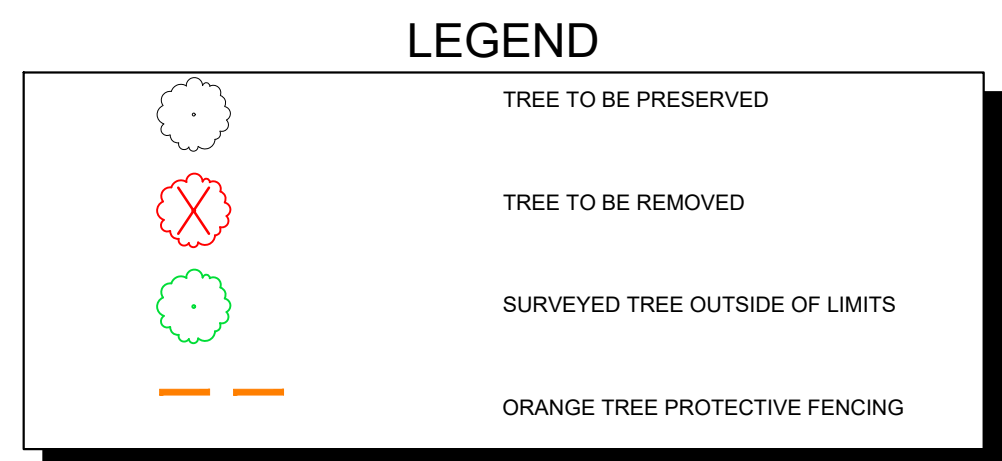 LEGEND
TREE TO BE PRESERVED
TREE TO BE REMOVED
SURVEYED TREE OUTSIDE OF LIMITS
ORANGE TREE PROTECTIVE FENCING